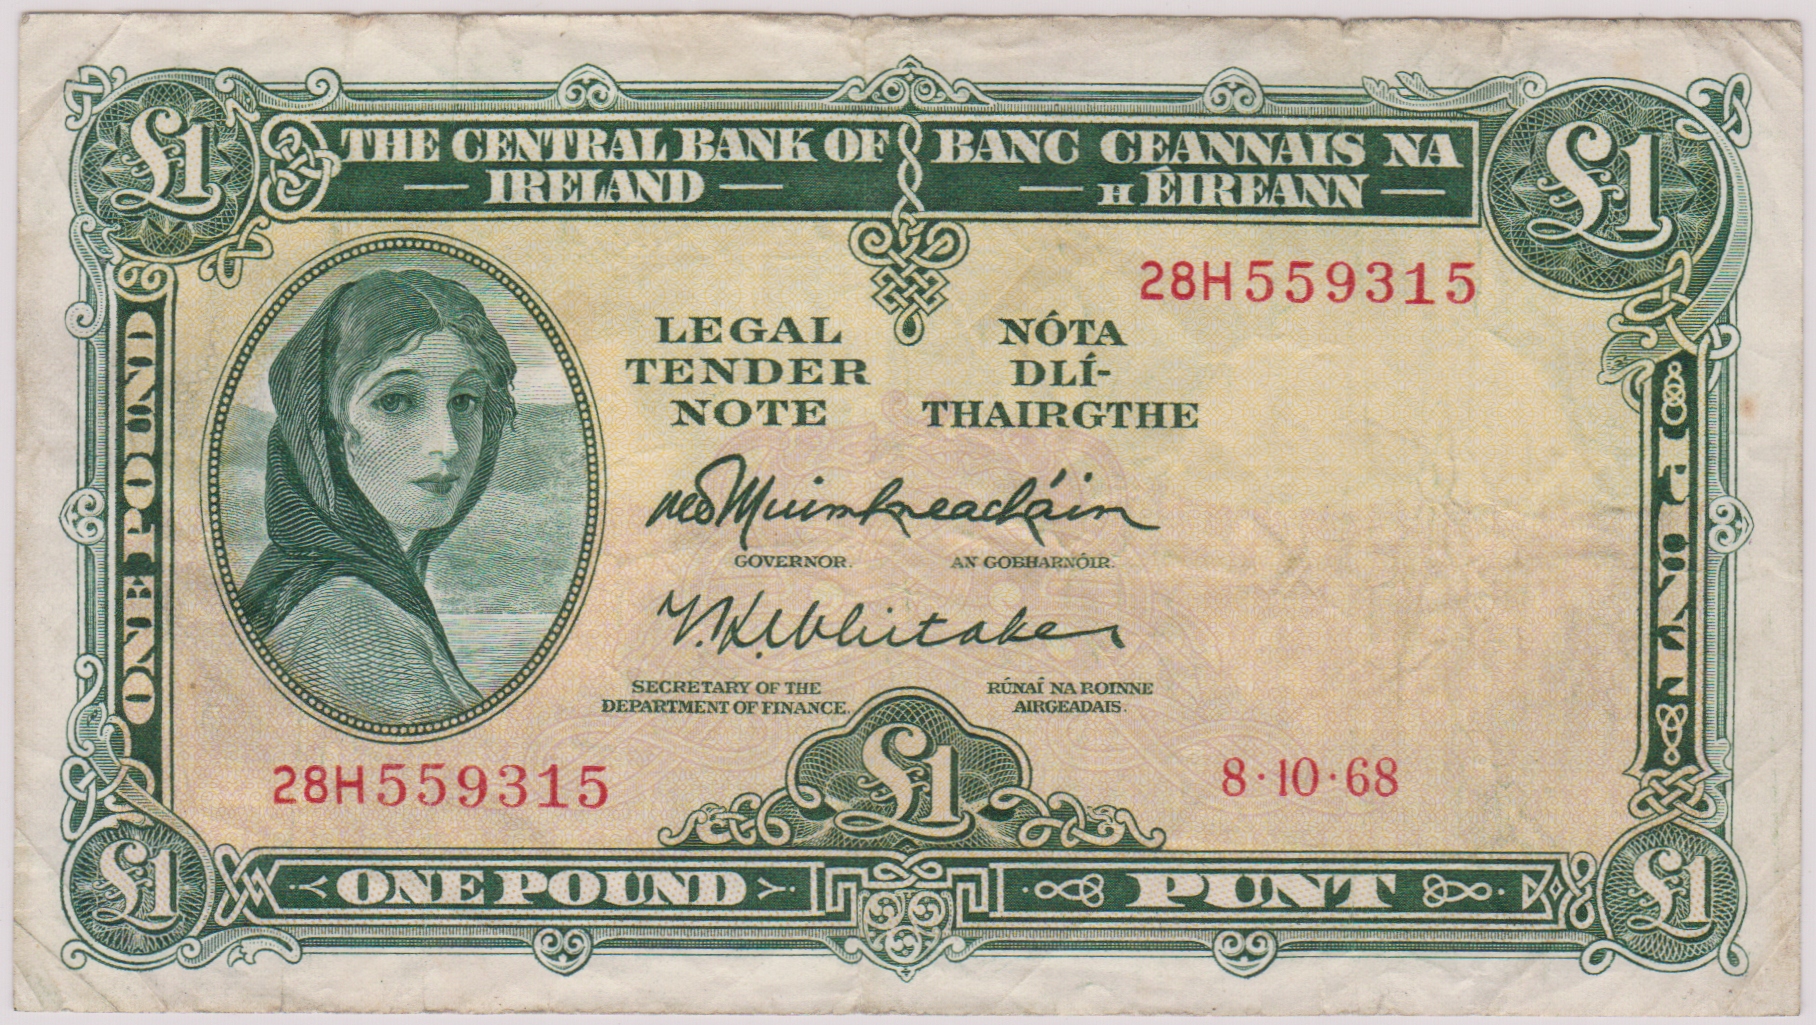 £1
THE CENTRAL BANK OF
— IRELAND —
BANC CEANNAIS NA
— H ÉIREANN —
£1
28H559315
LEGAL
TENDER
NOTE
NÓTA
DLÍ-
THAIRGTHE
ONE POUND
PUNT
GOVERNOR.
AN GOBHARNÓIR.
T. K. Whitaker
SECRETARY OF THE
DEPARTMENT OF FINANCE.
RÚNAÍ NA ROINNE
AIRGEADAIS.
28H559315
£1
8·10·68
£1
ONE POUND
PUNT
£1